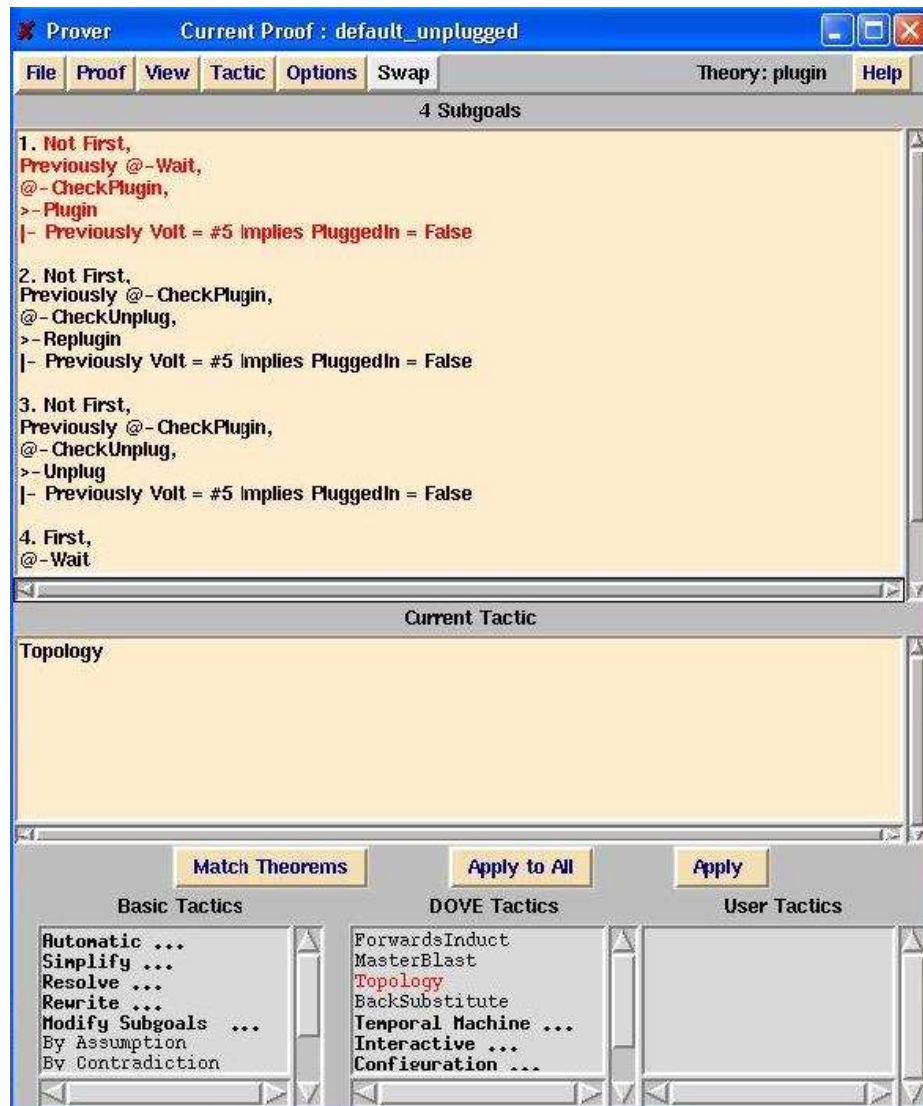 Prover Current Proof : default_unplugged
File Proof View Tactic Options Swap Theory: plugin Help
4 Subgoals
1. Not First,
Previously @-Wait,
@-CheckPlugin,
>-Plugin
|- Previously Volt = #5 Implies PluggedIn = False
2. Not First,
Previously @-CheckPlugin,
@-CheckUnplug,
>-Replugin
|- Previously Volt = #5 Implies PluggedIn = False
3. Not First,
Previously @-CheckPlugin,
@-CheckUnplug,
>-Unplug
|- Previously Volt = #5 Implies PluggedIn = False
4. First,
@-Wait
Current Tactic
Topology
Match Theorems Apply to All Apply
Basic Tactics DOVE Tactics User Tactics
Automatic ... ForwardsInduct
Simplify ... MasterBlast
Resolve ... Topology
Rewrite ... BackSubstitute
Modify Subgoals ... Temporal Machine ...
By Assumption Interactive ...
By Contradiction Configuration ...